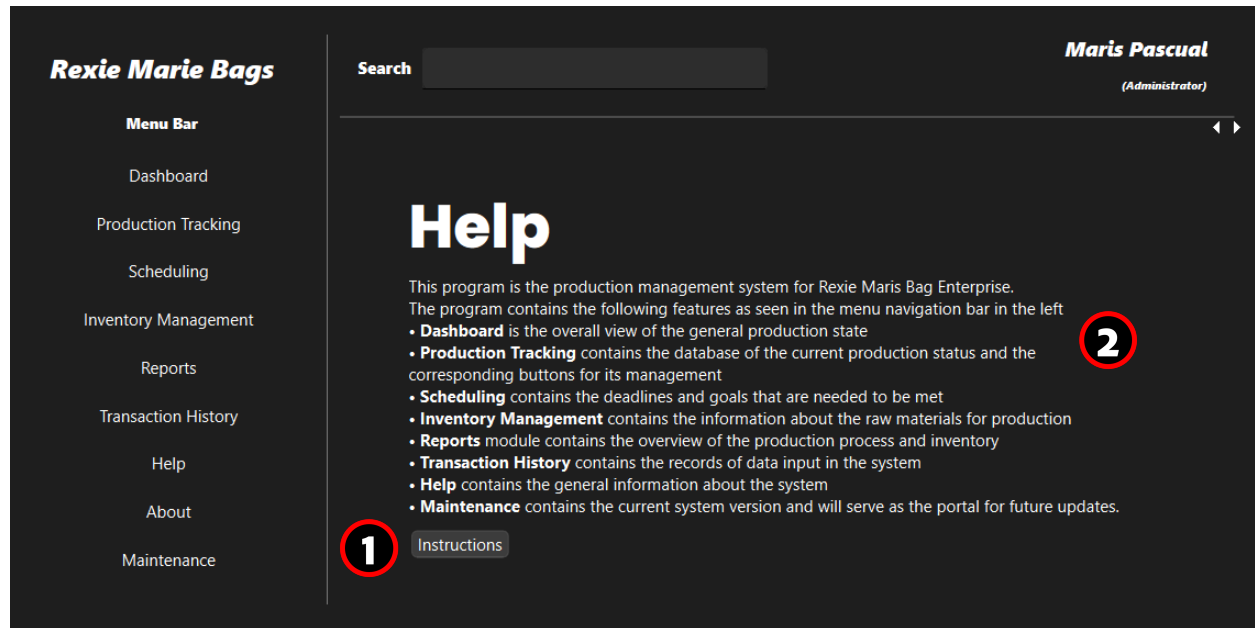 Rexie Marie Bags
Menu Bar
Dashboard
Production Tracking
Scheduling
Inventory Management
Reports
Transaction History
Help
About
Maintenance
Search
Maris Pascual
(Administrator)
Help
This program is the production management system for Rexie Maris Bag Enterprise.
The program contains the following features as seen in the menu navigation bar in the left
• Dashboard is the overall view of the general production state
• Production Tracking contains the database of the current production status and the
corresponding buttons for its management
• Scheduling contains the deadlines and goals that are needed to be met
• Inventory Management contains the information about the raw materials for production
• Reports module contains the overview of the production process and inventory
• Transaction History contains the records of data input in the system
• Help contains the general information about the system
• Maintenance contains the current system version and will serve as the portal for future updates.
2
1
Instructions